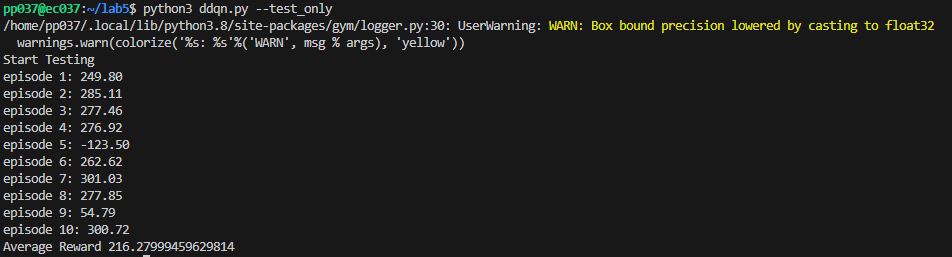 pp037@ec037:~/lab5$ python3 ddqn.py --test_only
/home/pp037/.local/lib/python3.8/site-packages/gym/logger.py:30: UserWarning: WARN: Box bound precision lowered by casting to float32
  warnings.warn(colorize('%s: %s'%('WARN', msg % args), 'yellow'))
Start Testing
episode 1: 249.80
episode 2: 285.11
episode 3: 277.46
episode 4: 276.92
episode 5: -123.50
episode 6: 262.62
episode 7: 301.03
episode 8: 277.85
episode 9: 54.79
episode 10: 300.72
Average Reward 216.27999459629814